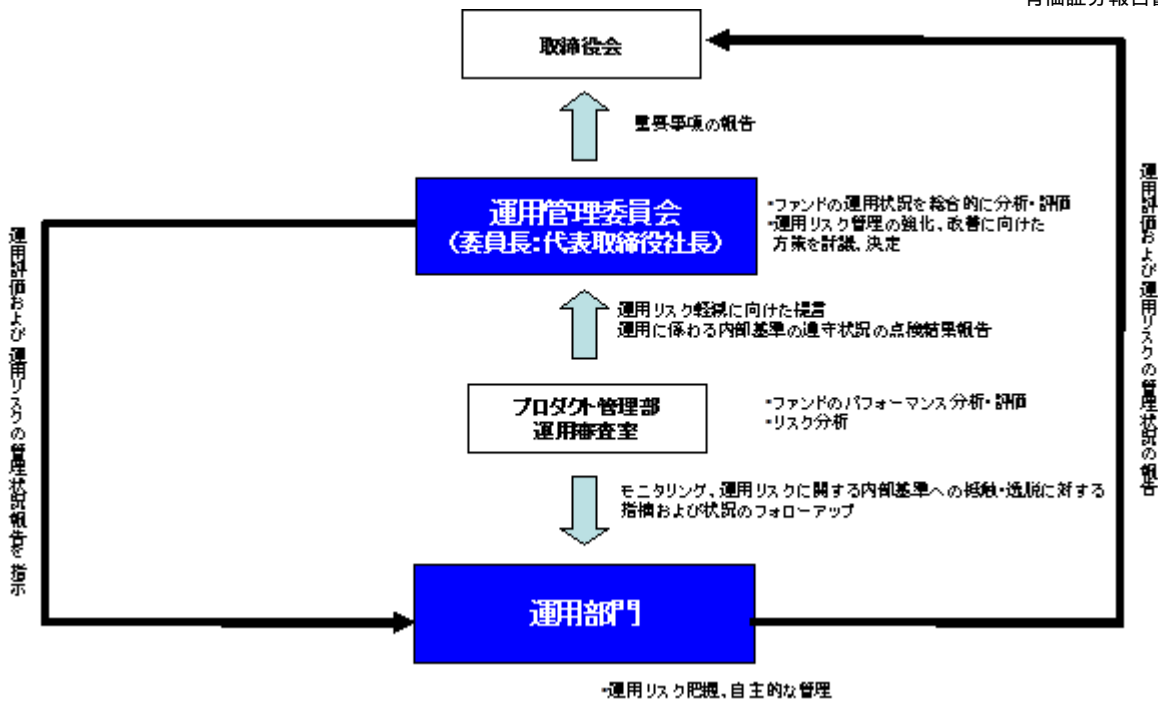 有価証券報告書
取締役会
重要事項の報告
運用管理委員会
(委員長:代表取締役社長)
・ファンドの運用状況を総合的に分析・評価
・運用リスク管理の強化、改善に向けた
方策を討議、決定
運用リスク軽減に向けた提言
運用に係わる内部基準の遵守状況の点検結果報告
プロダクト管理部
運用審査室
・ファンドのパフォーマンス分析・評価
・リスク分析
モニタリング、運用リスクに関する内部基準への抵触・逸脱に対する
指摘および状況のフォローアップ
運用部門
・運用リスク把握、自主的な管理
運用評価および運用リスクの管理状況報告を指示
運用評価および運用リスクの管理状況の報告